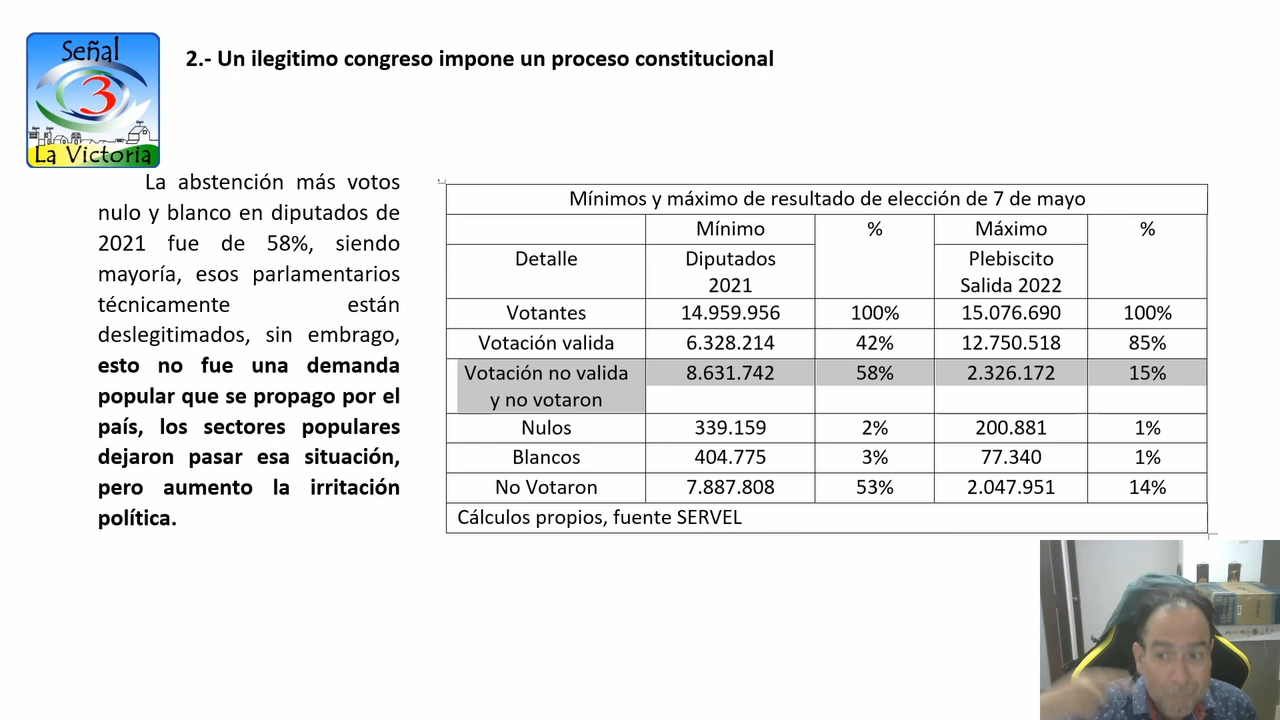 Señal
3
La Victoria
2.- Un ilegitimo congreso impone un proceso constitucional
La abstención más votos
nulo y blanco en diputados de
2021 fue de 58%, siendo
mayoría, esos parlamentarios
técnicamente están
deslegitimados, sin embrago,
esto no fue una demanda
popular que se propago por el
país, los sectores populares
dejaron pasar esa situación,
pero aumento la irritación
política.
Mínimos y máximo de resultado de elección de 7 de mayo
Mínimo % Máximo %
Detalle Diputados Plebiscito
2021 Salida 2022
Votantes 14.959.956 100% 15.076.690 100%
Votación valida 6.328.214 42% 12.750.518 85%
Votación no valida 8.631.742 58% 2.326.172 15%
y no votaron
Nulos 339.159 2% 200.881 1%
Blancos 404.775 3% 77.340 1%
No Votaron 7.887.808 53% 2.047.951 14%
Cálculos propios, fuente SERVEL